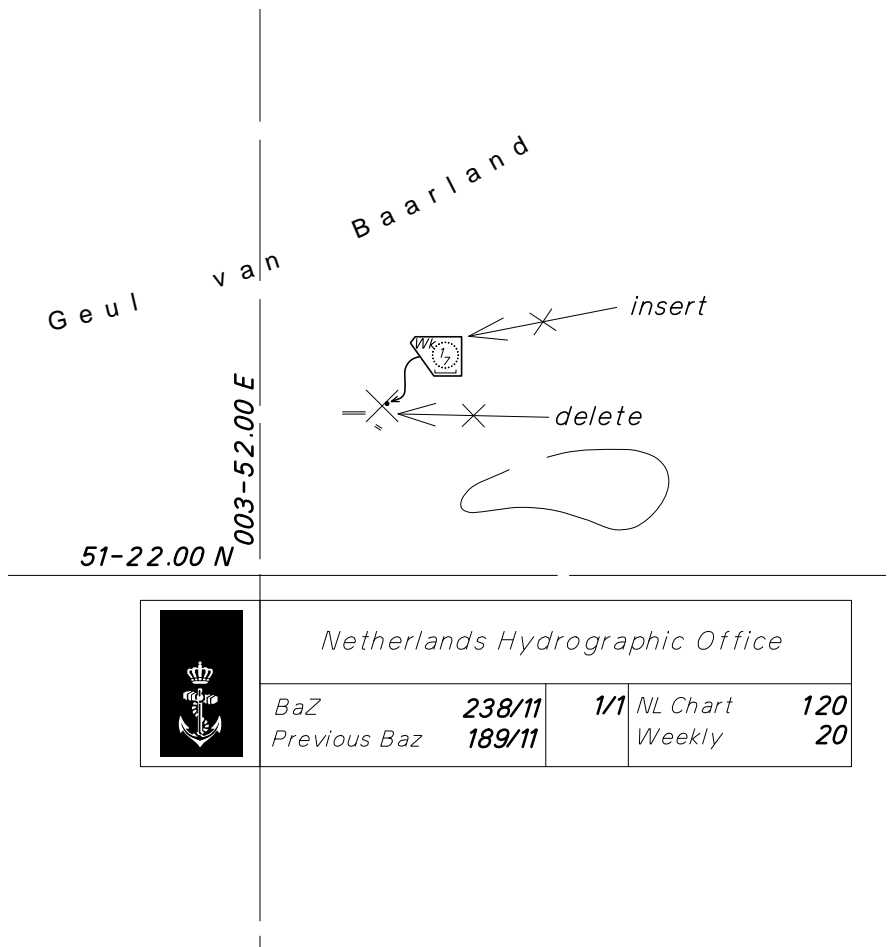 Geul van Baarland
insert
Wk 1₇
delete
003-52.00 E
51-22.00 N
Netherlands Hydrographic Office
BaZ 238/11 1/1 NL Chart 120
Previous Baz 189/11 Weekly 20